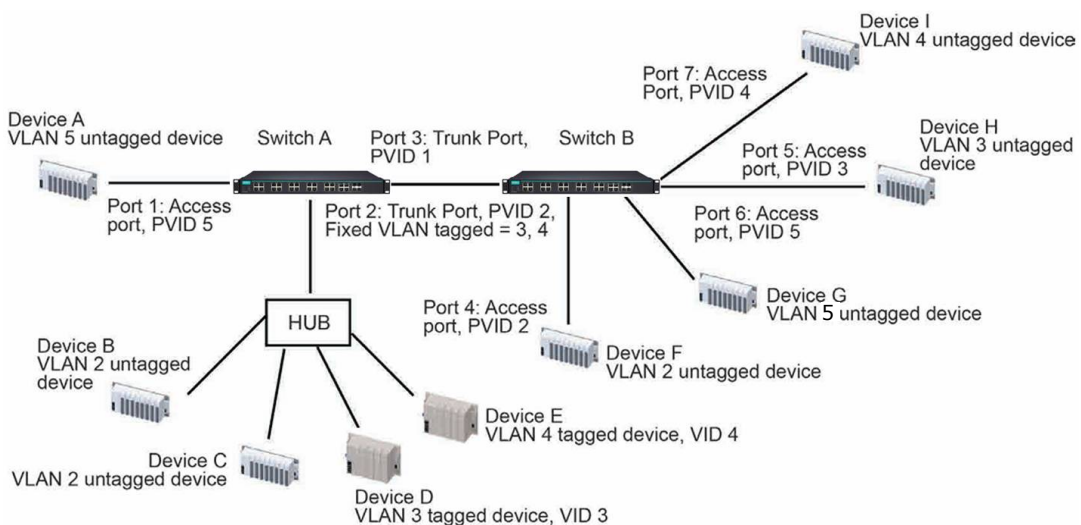 Device I
VLAN 4 untagged device
Port 7: Access
Port, PVID 4
Device A
VLAN 5 untagged device
Switch A
Port 3: Trunk Port,
PVID 1
Switch B
Device H
VLAN 3 untagged
device
Port 5: Access
port, PVID 3
Port 1: Access
port, PVID 5
Port 2: Trunk Port, PVID 2,
Fixed VLAN tagged = 3, 4
Port 6: Access
port, PVID 5
HUB
Port 4: Access
port, PVID 2
Device G
VLAN 5 untagged device
Device B
VLAN 2 untagged
device
Device F
VLAN 2 untagged device
Device E
VLAN 4 tagged device, VID 4
Device C
VLAN 2 untagged device
Device D
VLAN 3 tagged device, VID 3